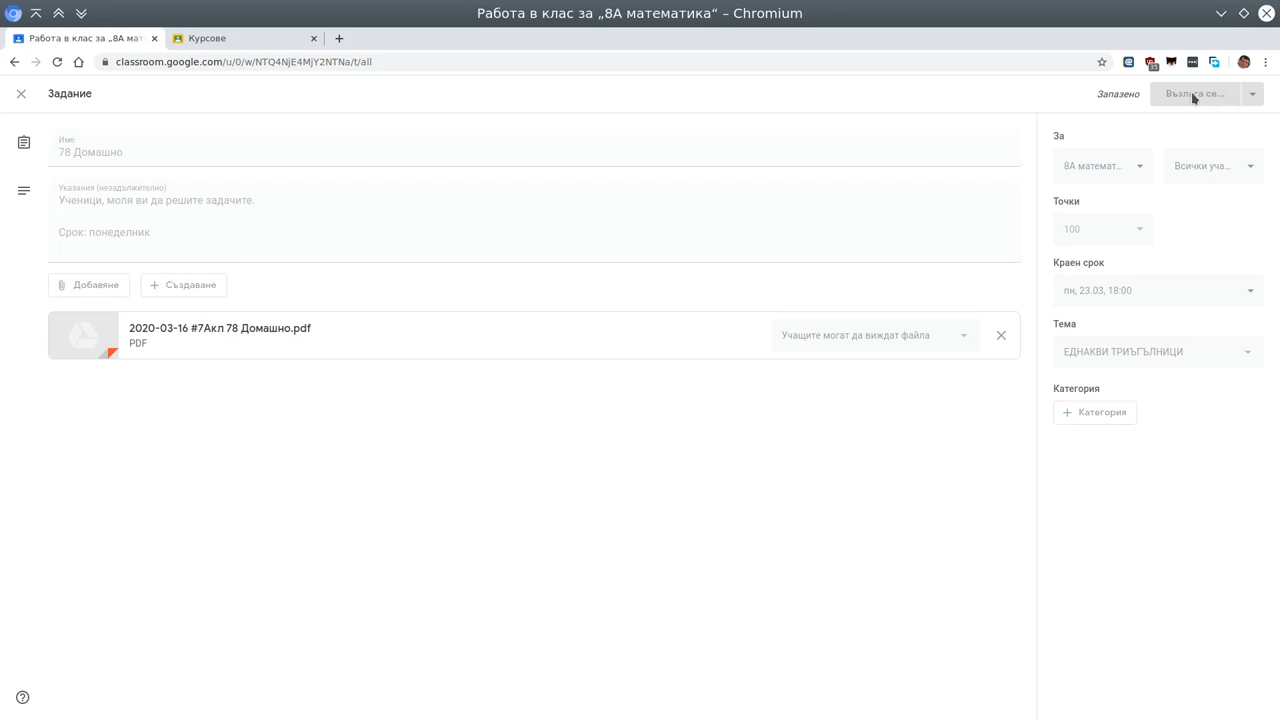 Работа в клас за „8А математика“ – Chromium
Работа в клас за „8А мат
Курсове
classroom.google.com/u/0/w/NTQ4NjE4MjY2NTNa/t/all
15
Задание
Запазено
Възлага се...
Име
78 Домашно
Указания (незадължително)
Ученици, моля ви да решите задачите.
Срок: понеделник
Добавяне
Създаване
2020-03-16 #7Aкл 78 Домашно.pdf
PDF
Учащите могат да виждат файла
За
8А математ...
Всички уча...
Точки
100
Краен срок
пн, 23.03, 18:00
Тема
ЕДНАКВИ ТРИЪГЪЛНИЦИ
Категория
Категория